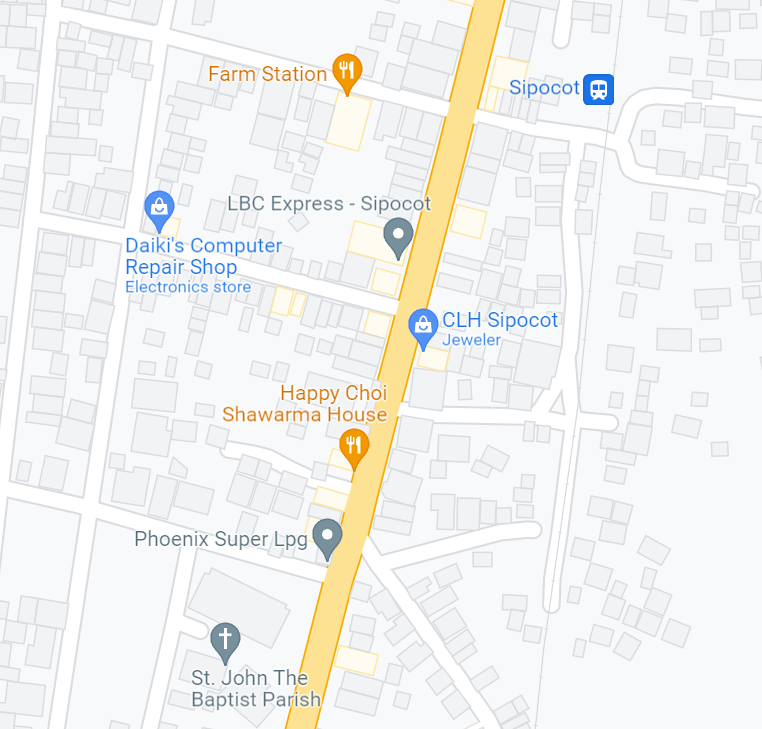 Farm Station
Sipocot
LBC Express - Sipocot
Daiki's Computer
Repair Shop
Electronics store
CLH Sipocot
Jeweler
Happy Choi
Shawarma House
Phoenix Super Lpg
St. John The
Baptist Parish